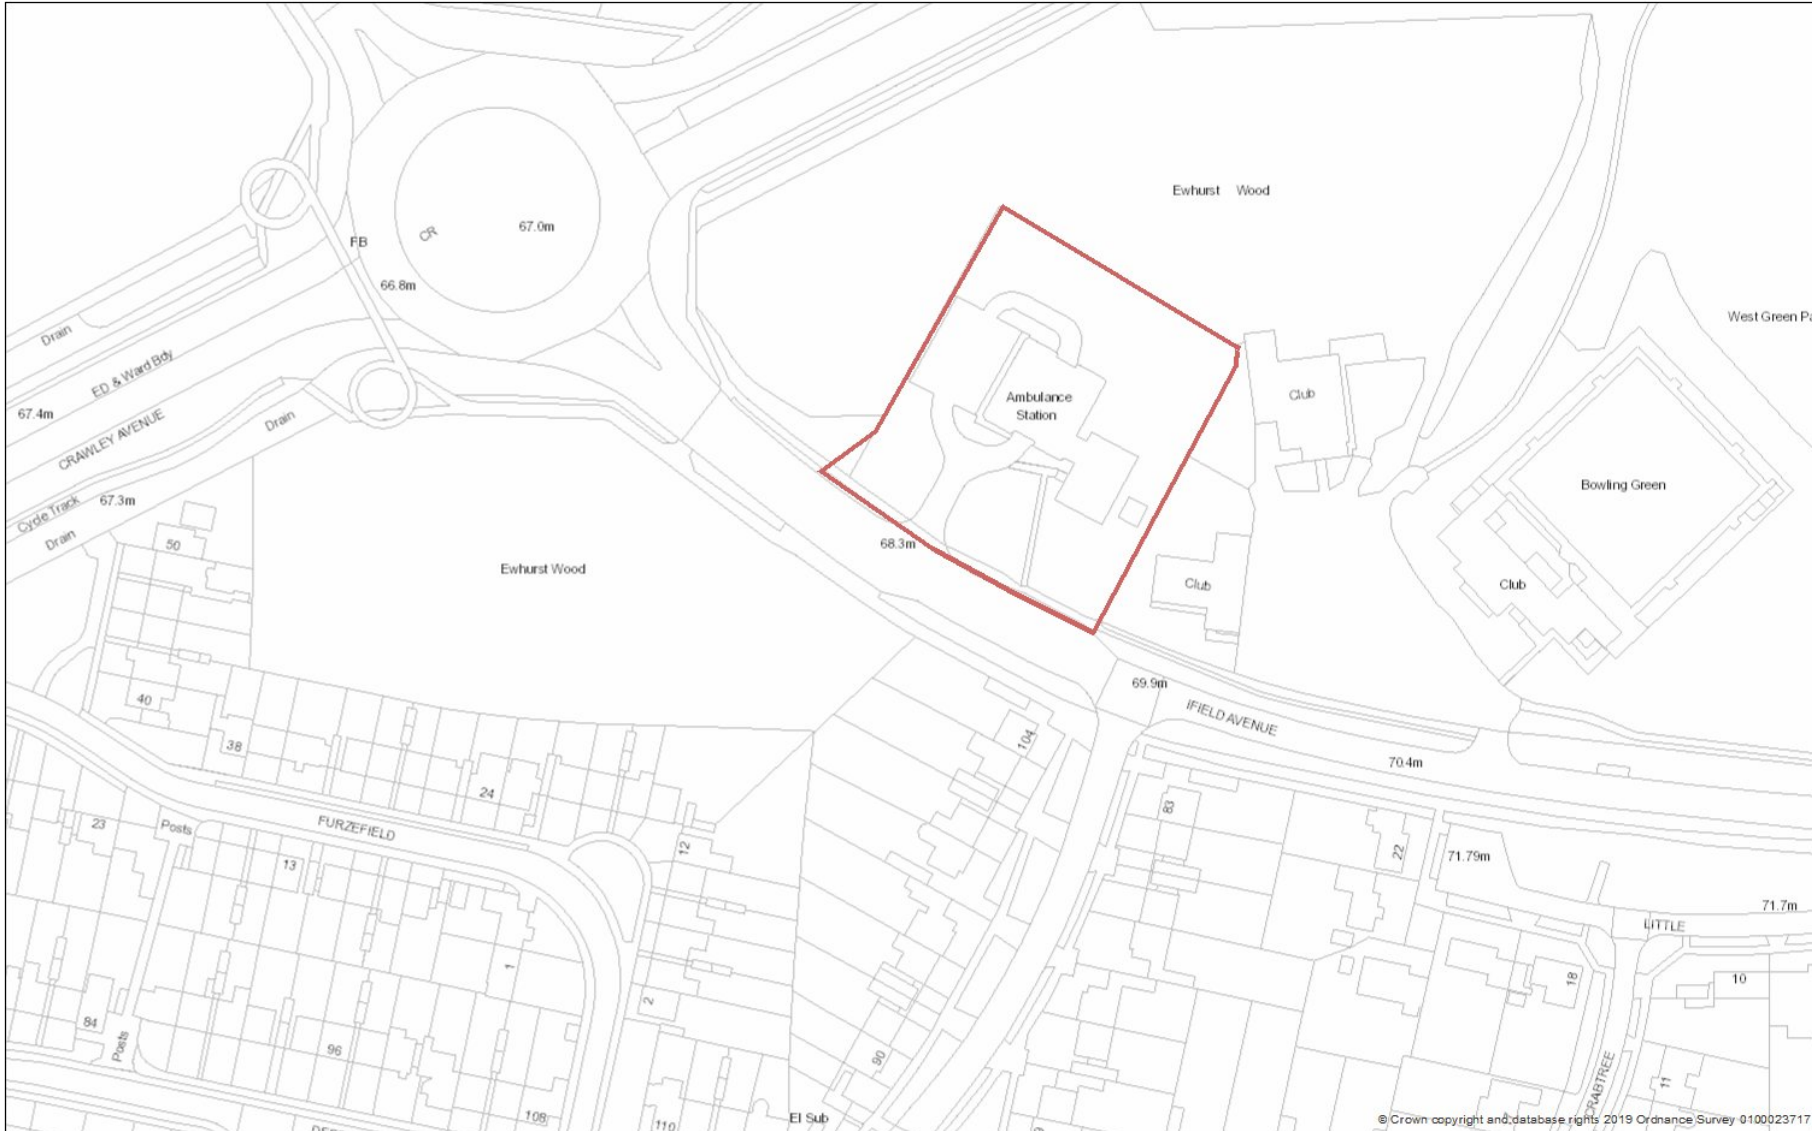 Ewhurst Wood
67.0m
CR
FB
66.8m
West Green Pa
Drain
ED & Ward Bdy
67.4m
CRAWLEY AVENUE
Drain
Ambulance
Station
Club
Bowling Green
Cycle Track
67.3m
Drain
50
68.3m
Ewhurst Wood
Club
Club
69.9m
IFIELD AVENUE
40
38
104
70.4m
24
83
23
Posts
FURZEFIELD
13
12
22
71.79m
71.7m
LITTLE
1
2
18
10
84
Posts
96
90
11
CRABTREE
108
110
El Sub
© Crown copyright and database rights 2019 Ordnance Survey 0100023717